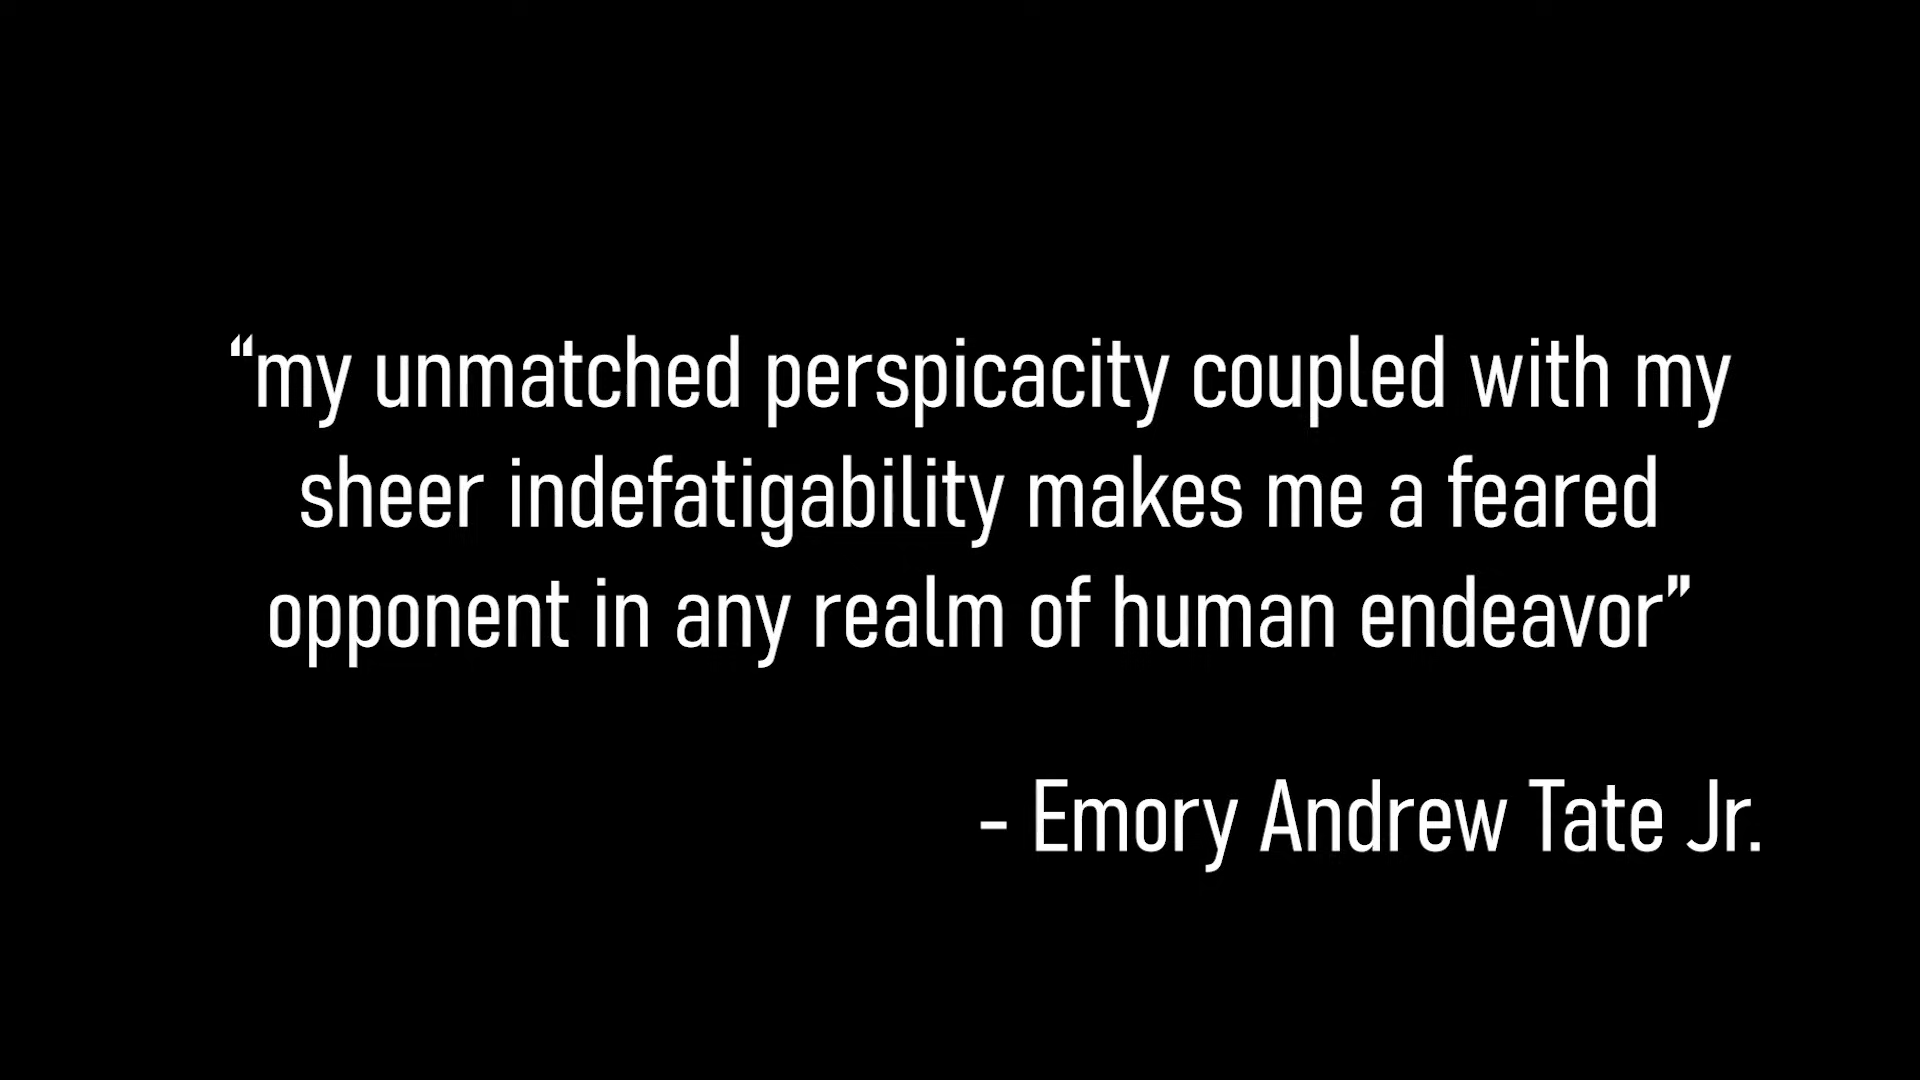 “my unmatched perspicacity coupled with my
sheer indefatigability makes me a feared
opponent in any realm of human endeavor”
- Emory Andrew Tate Jr.